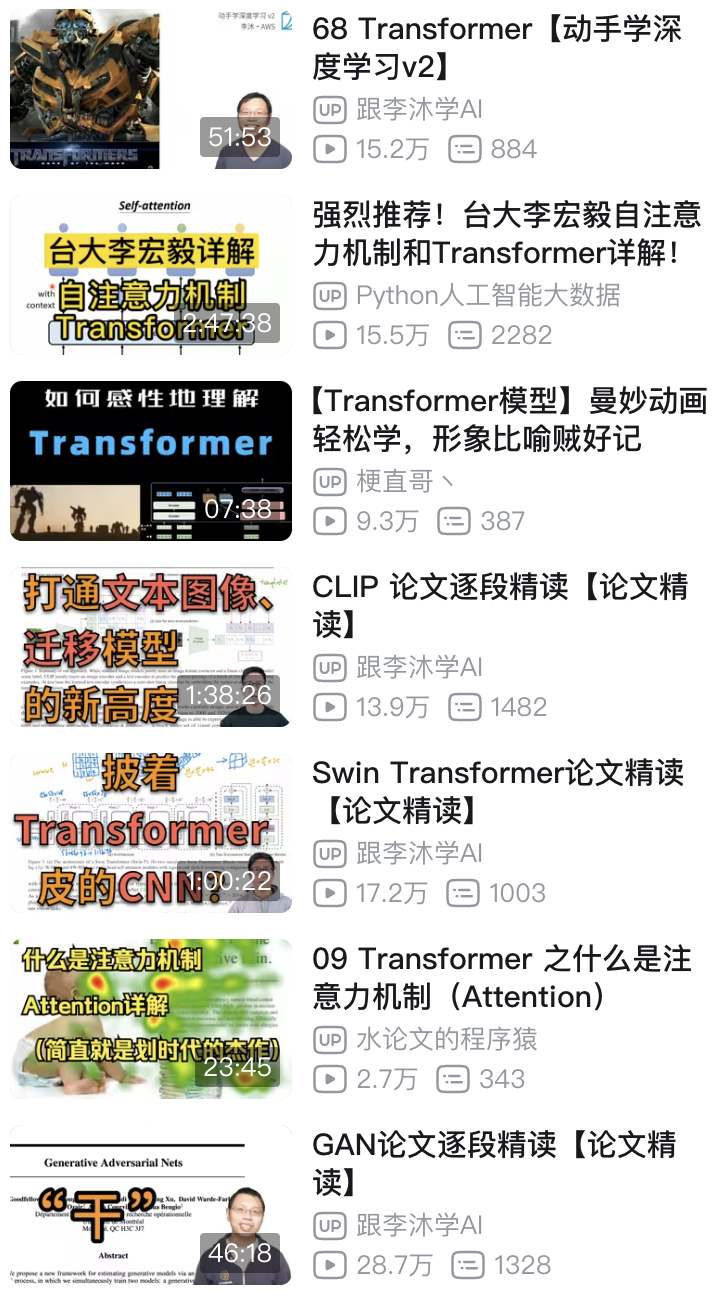 动手学深度学习 v2
李沐 · AWS
TRANSFORMERS
51:53
68 Transformer【动手学深
度学习v2】
UP 跟李沐学AI
15.2万 884
Self-attention
台大李宏毅详解
with
context
自注意力机制
Transformer
2:47:38
强烈推荐！台大李宏毅自注意
力机制和Transformer详解！
UP Python人工智能大数据
15.5万 2282
如何感性地理解
Transformer
07:38
【Transformer模型】曼妙动画
轻松学，形象比喻贼好记
UP 梗直哥丶
9.3万 387
打通文本图像、
迁移模型
的新高度
1:38:26
CLIP 论文逐段精读【论文精
读】
UP 跟李沐学AI
13.9万 1482
披着
Transformer
皮的CNN?
1:00:22
Swin Transformer论文精读
【论文精读】
UP 跟李沐学AI
17.2万 1003
什么是注意力机制
Attention详解
（简直就是划时代的杰作）
23:45
09 Transformer 之什么是注
意力机制（Attention）
UP 水论文的程序猿
2.7万 343
Generative Adversarial Nets
“干”
Abstract
46:18
GAN论文逐段精读【论文精
读】
UP 跟李沐学AI
28.7万 1328